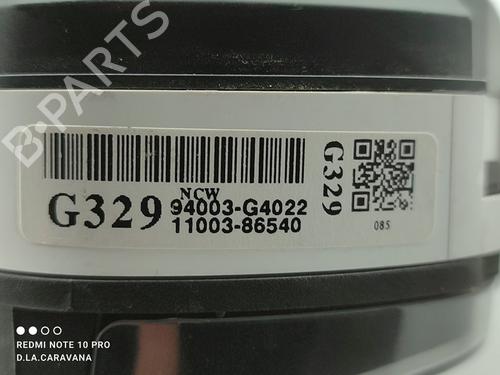 B-PARTS
G329
NCW
94003-G4022
11003-86540
G329
085
REDMI NOTE 10 PRO
D.LA.CARAVANA